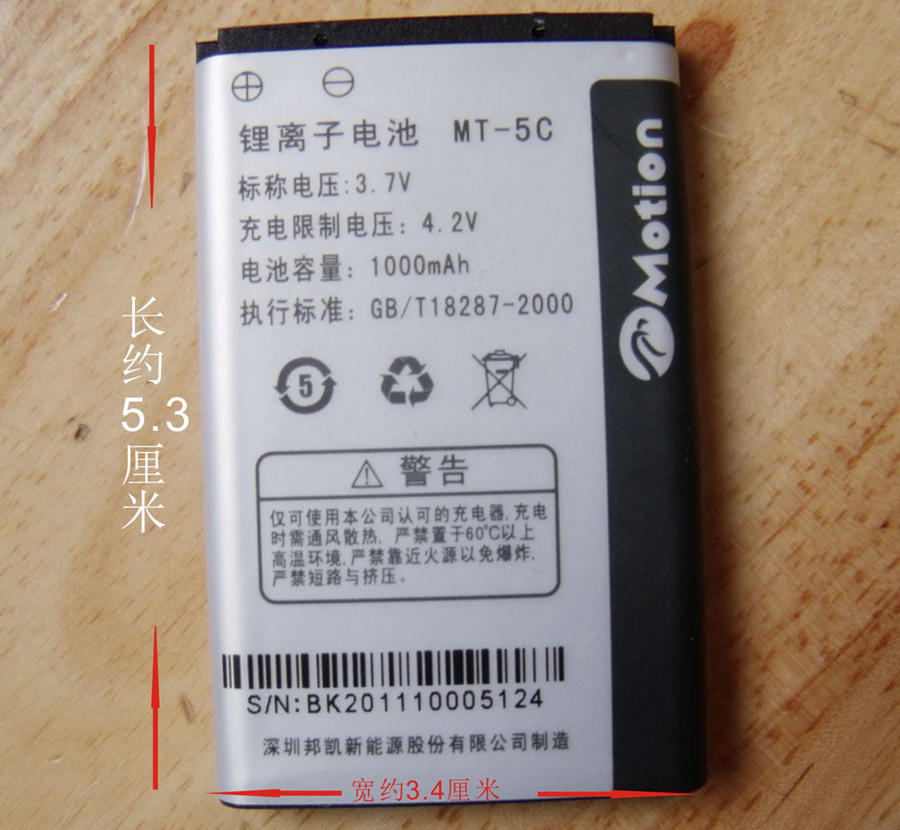 ⊕ ⊖
锂离子电池 MT-5C
标称电压:3.7V
充电限制电压: 4.2V
电池容量: 1000mAh
执行标准: GB/T18287-2000
5
警告
仅可使用本公司认可的充电器,充电
时需通风散热, 严禁置于60℃以上
高温环境,严禁靠近火源以免爆炸,
严禁短路与挤压。
S/N:BK201110005124
深圳邦凯新能源股份有限公司制造
Motion
长约
5.3
厘米
宽约3.4厘米